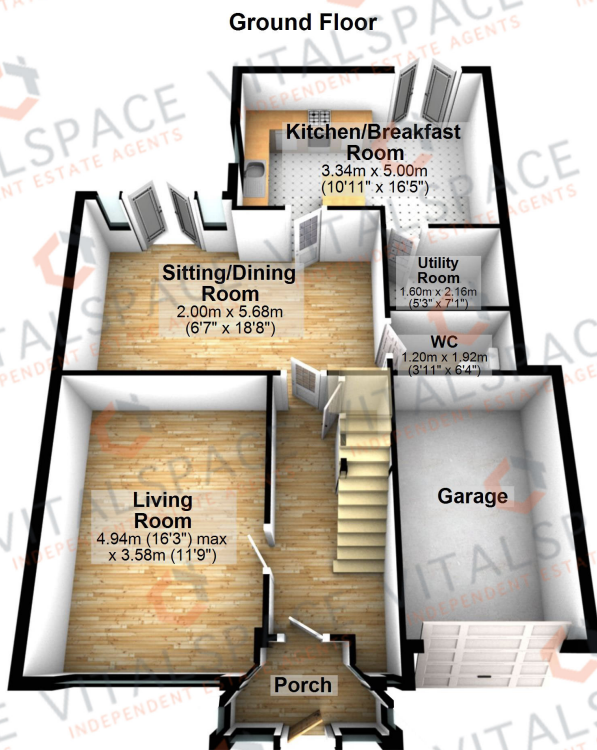 Ground Floor
VITALSPACE
INDEPENDENT ESTATE AGENTS
Kitchen/Breakfast
Room
3.34m x 5.00m
(10'11" x 16'5")
Sitting/Dining
Room
2.00m x 5.68m
(6'7" x 18'8")
Utility
Room
1.60m x 2.16m
(5'3" x 7'1")
WC
1.20m x 1.92m
(3'11" x 6'4")
Living
Room
4.94m (16'3") max
x 3.58m (11'9")
Garage
Porch